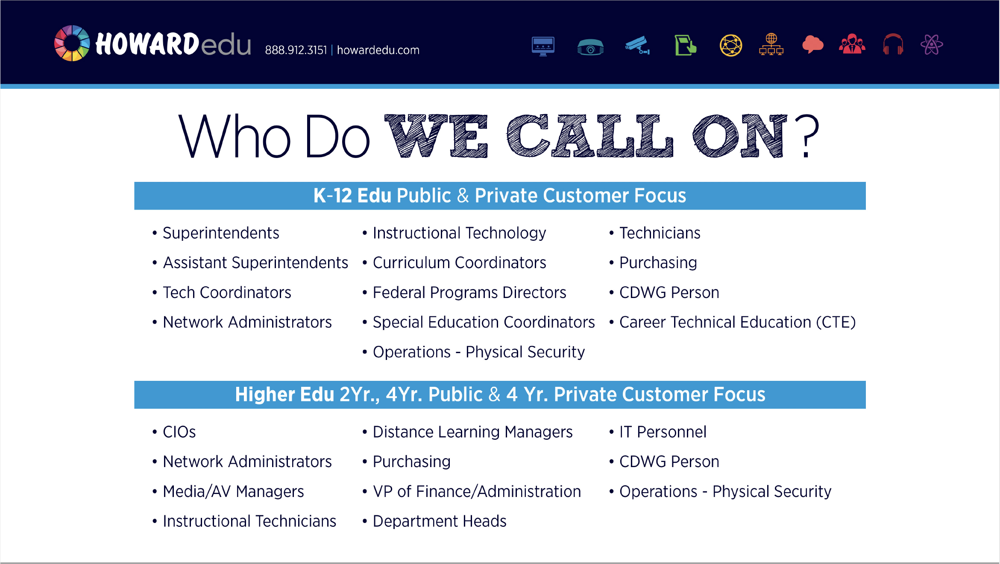 HOWARDedu 888.912.3151 | howardedu.com
Who Do WE CALL ON?
K-12 Edu Public & Private Customer Focus
• Superintendents
• Assistant Superintendents
• Tech Coordinators
• Network Administrators
• Instructional Technology
• Curriculum Coordinators
• Federal Programs Directors
• Special Education Coordinators
• Operations - Physical Security
• Technicians
• Purchasing
• CDWG Person
• Career Technical Education (CTE)
Higher Edu 2Yr., 4Yr. Public & 4 Yr. Private Customer Focus
• CIOs
• Network Administrators
• Media/AV Managers
• Instructional Technicians
• Distance Learning Managers
• Purchasing
• VP of Finance/Administration
• Department Heads
• IT Personnel
• CDWG Person
• Operations - Physical Security